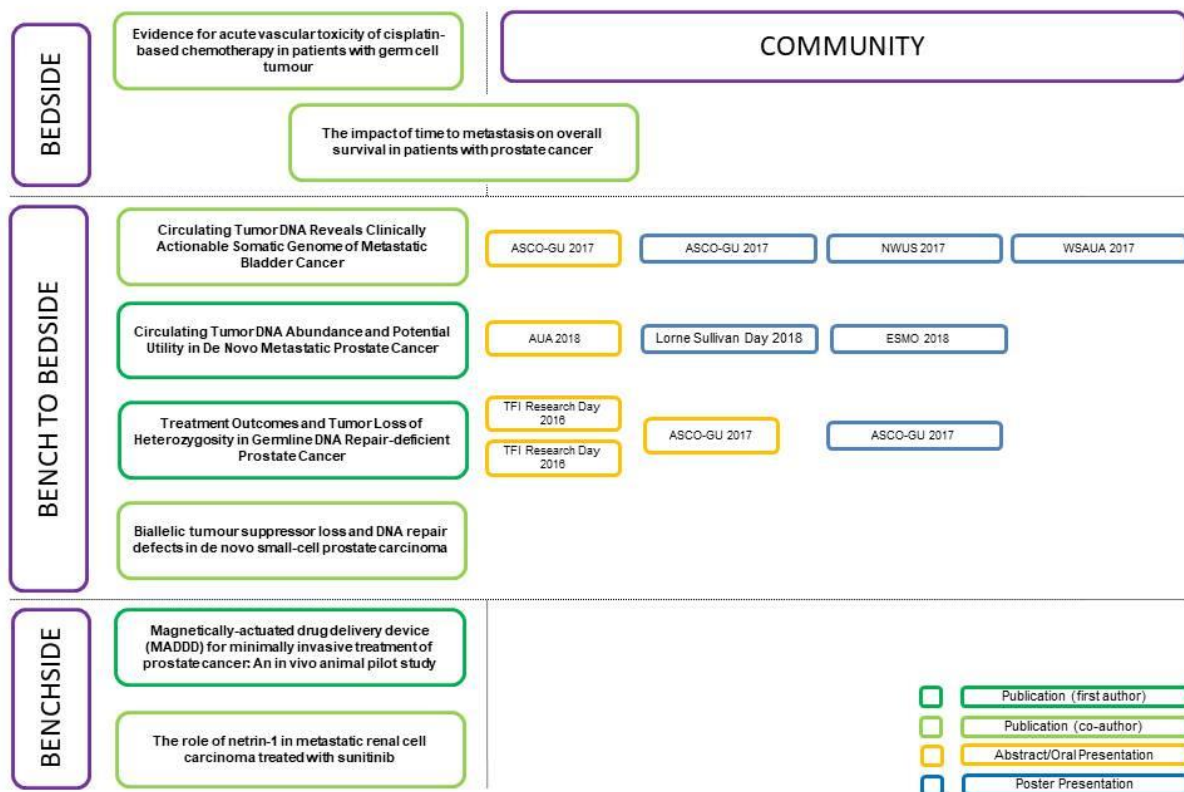 BEDSIDE
Evidence for acute vascular toxicity of cisplatin-
based chemotherapy in patients with germ cell
tumour
COMMUNITY
The impact of time to metastasis on overall
survival in patients with prostate cancer
BENCH TO BEDSIDE
Circulating Tumor DNA Reveals Clinically
Actionable Somatic Genome of Metastatic
Bladder Cancer
ASCO-GU 2017
ASCO-GU 2017
NWUS 2017
WSAUA 2017
Circulating Tumor DNA Abundance and Potential
Utility in De Novo Metastatic Prostate Cancer
AUA 2018
Lorne Sullivan Day 2018
ESMO 2018
Treatment Outcomes and Tumor Loss of
Heterozygosity in Germline DNA Repair-deficient
Prostate Cancer
TFI Research Day
2016
TFI Research Day
2016
ASCO-GU 2017
ASCO-GU 2017
Biallelic tumour suppressor loss and DNA repair
defects in de novo small-cell prostate carcinoma
BENCHSIDE
Magnetically-actuated drug delivery device
(MADDD) for minimally invasive treatment of
prostate cancer: An in vivo animal pilot study
The role of netrin-1 in metastatic renal cell
carcinoma treated with sunitinib
Publication (first author)
Publication (co-author)
Abstract/Oral Presentation
Poster Presentation